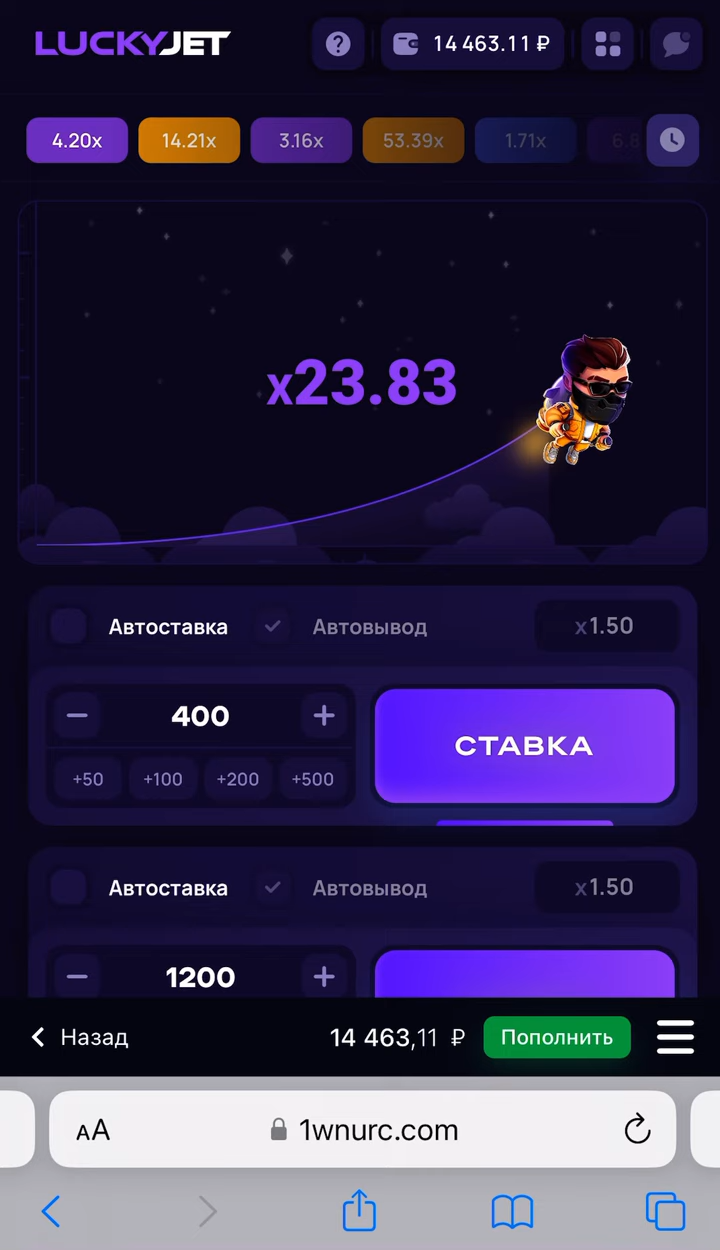 LUCKYJET
14 463.11 ₽
4.20x 14.21x 3.16x 53.39x 1.71x 6.8
x23.83
Автоставка Автовывод x1.50
− 400 +
+50 +100 +200 +500
СТАВКА
Автоставка Автовывод x1.50
− 1200 +
Назад 14 463,11 ₽ Пополнить
AA 1wnurc.com